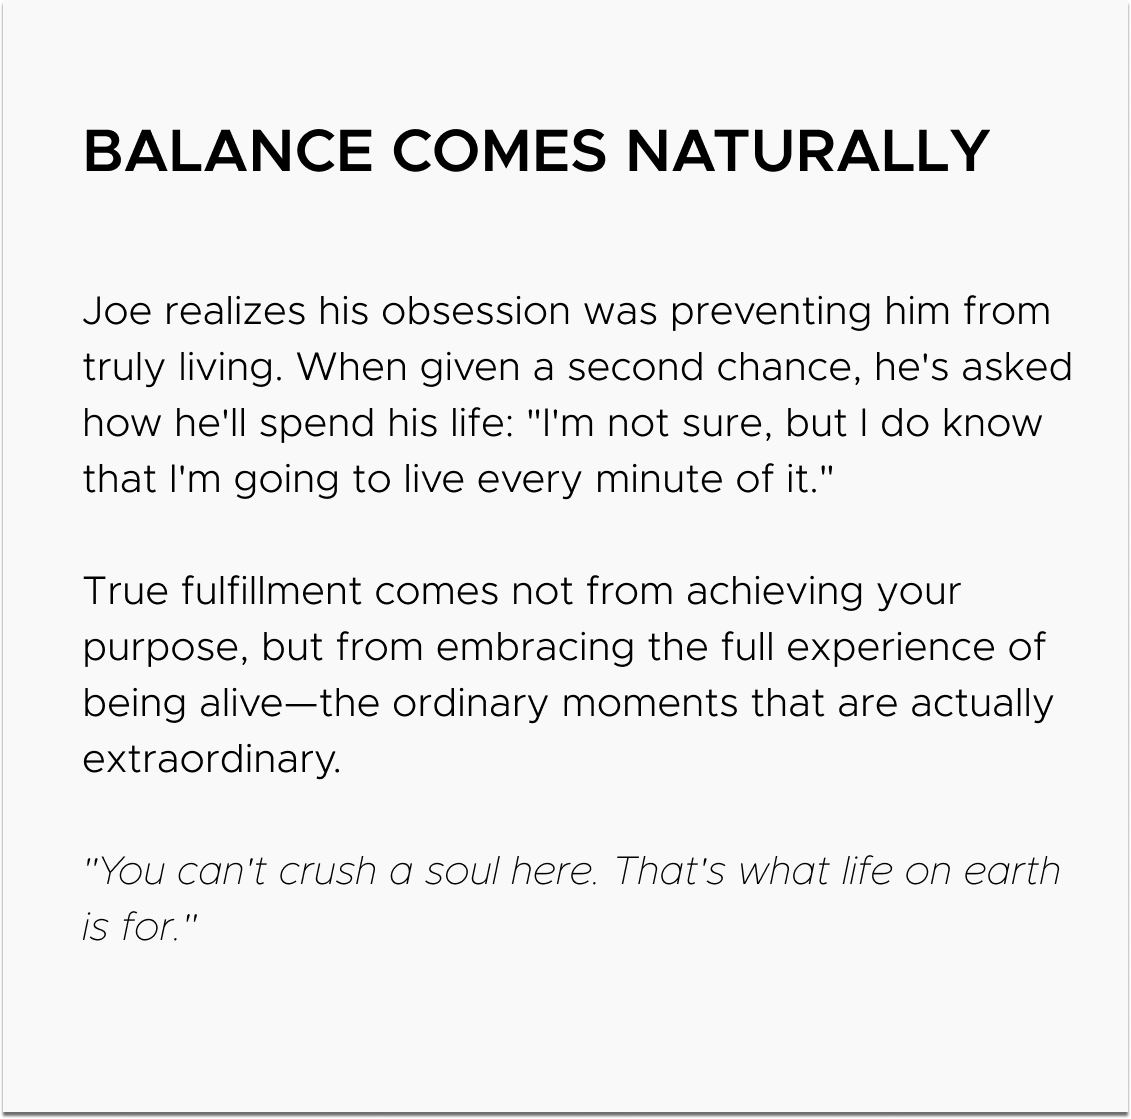 BALANCE COMES NATURALLY
Joe realizes his obsession was preventing him from
truly living. When given a second chance, he's asked
how he'll spend his life: "I'm not sure, but I do know
that I'm going to live every minute of it."
True fulfillment comes not from achieving your
purpose, but from embracing the full experience of
being alive—the ordinary moments that are actually
extraordinary.
"You can't crush a soul here. That's what life on earth
is for."